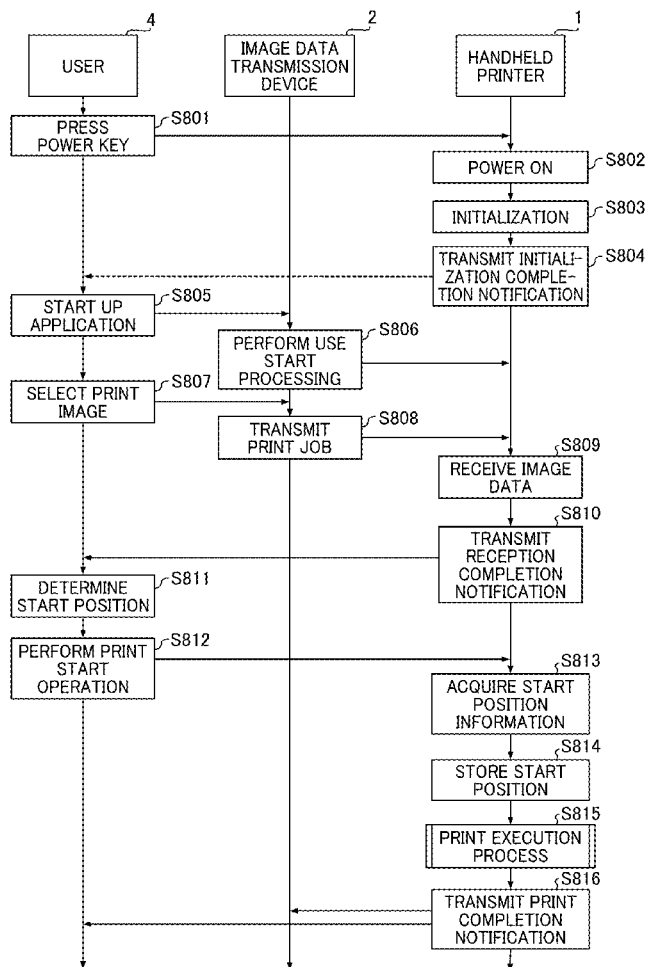 4
2
1
USER
IMAGE DATA
TRANSMISSION
DEVICE
HANDHELD
PRINTER
S801
PRESS
POWER KEY
S802
POWER ON
S803
INITIALIZATION
S804
TRANSMIT INITIALI-
ZATION COMPLE-
TION NOTIFICATION
S805
START UP
APPLICATION
S806
PERFORM USE
START
PROCESSING
S807
SELECT PRINT
IMAGE
S808
TRANSMIT
PRINT JOB
S809
RECEIVE IMAGE
DATA
S810
TRANSMIT
RECEPTION
COMPLETION
NOTIFICATION
S811
DETERMINE
START POSITION
S812
PERFORM PRINT
START
OPERATION
S813
ACQUIRE START
POSITION
INFORMATION
S814
STORE START
POSITION
S815
PRINT EXECUTION
PROCESS
S816
TRANSMIT PRINT
COMPLETION
NOTIFICATION